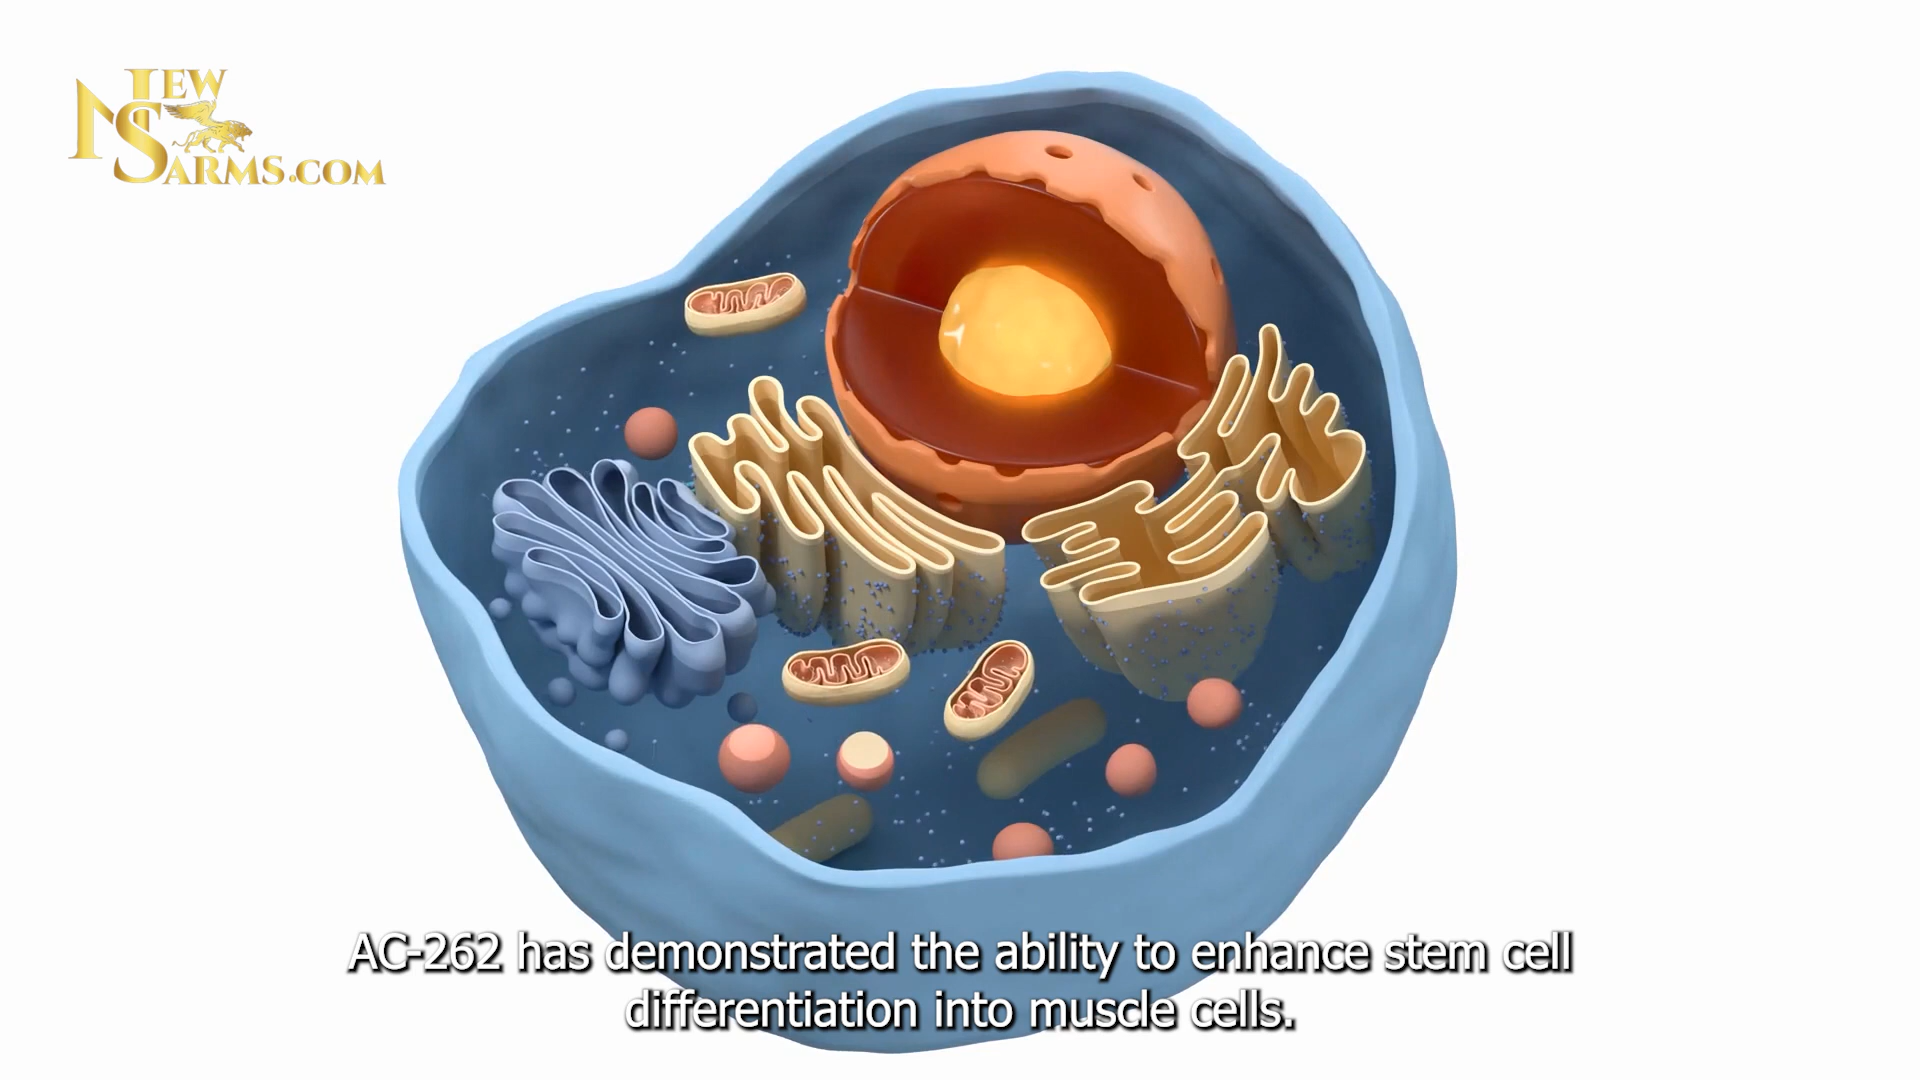 NEW
SARMS.COM
AC-262 has demonstrated the ability to enhance stem cell
differentiation into muscle cells.